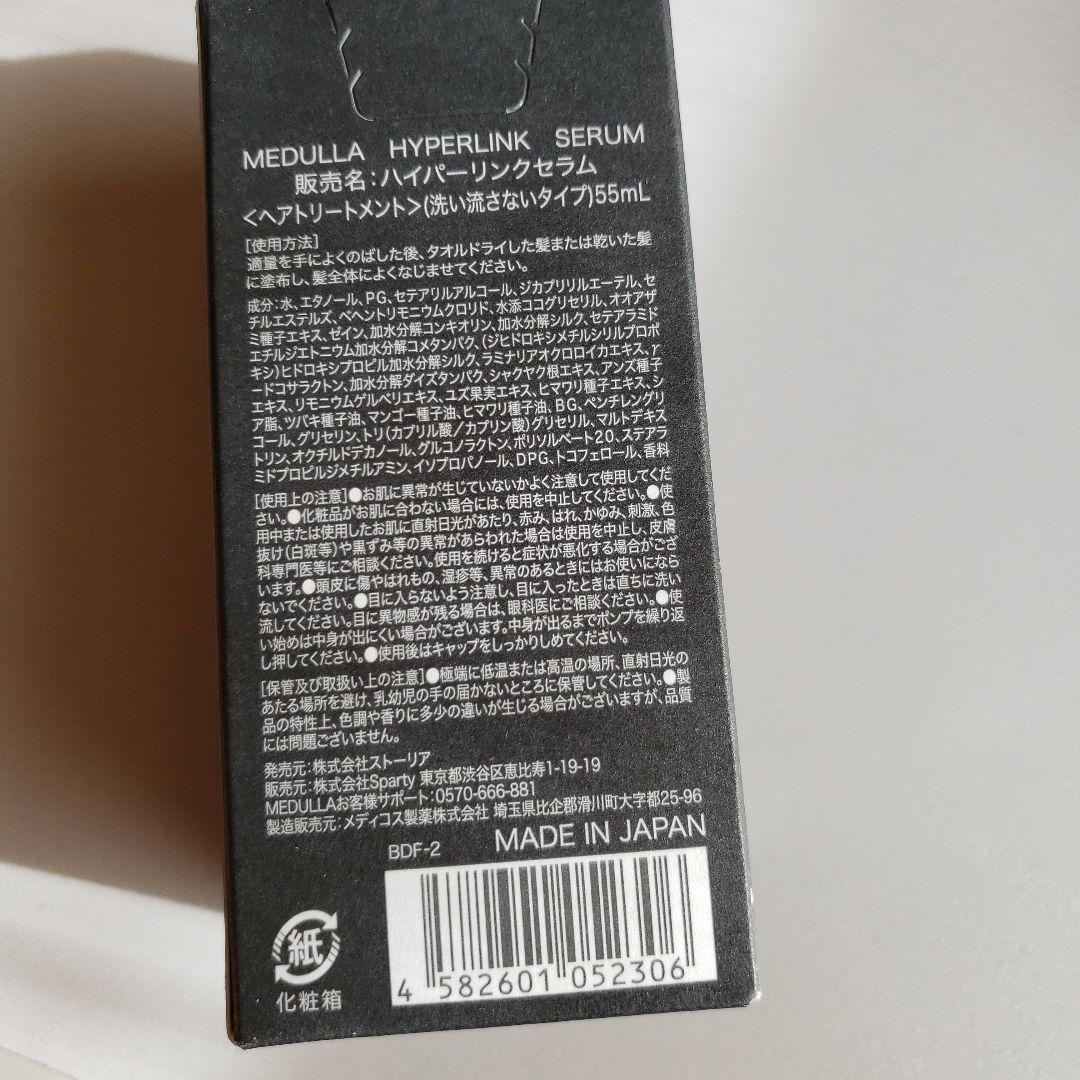 MEDULLA HYPERLINK SERUM
販売名：ハイパーリンクセラム
<ヘアトリートメント>(洗い流さないタイプ)55mL
[使用方法]
適量を手によくのばした後、タオルドライした髪または乾いた髪
に塗布し、髪全体によくなじませてください。
成分：水、エタノール、PG、セテアリルアルコール、ジカプリリルエーテル、セ
チルエステルズ、ベヘントリモニウムクロリド、水添ココグリセリル、オオアザ
ミ種子エキス、ゼイン、加水分解コンキオリン、加水分解シルク、セテアラミド
エチルジエトニウム加水分解コメタンパク、(ジヒドロキシメチルシリルプロポ
キシ)ヒドロキシプロピル加水分解シルク、ラミナリアオクロロイカエキス、γ
ードコサラクトン、加水分解ダイズタンパク、シャクヤク根エキス、アンズ種子
エキス、リモニウムゲルベリエキス、ユズ果実エキス、ヒマワリ種子エキス、シ
ア脂、ツバキ種子油、マンゴー種子油、ヒマワリ種子油、BG、ペンチレングリ
コール、グリセリン、トリ(カプリル酸／カプリン酸)グリセリル、マルトデキス
トリン、オクチルドデカノール、グルコノラクトン、ポリソルベート20、ステアラ
ミドプロピルジメチルアミン、イソプロパノール、DPG、トコフェロール、香料
[使用上の注意]●お肌に異常が生じていないかよく注意して使用してくだ
さい。●化粧品がお肌に合わない場合には、使用を中止してください。●使
用中または使用したお肌に直射日光があたり、赤み、はれ、かゆみ、刺激、色
抜け(白斑等)や黒ずみ等の異常があらわれた場合は使用を中止し、皮膚
科専門医等にご相談ください。使用を続けると症状が悪化する場合がござ
います。●頭皮に傷やはれもの、湿疹等、異常のあるときにはお使いになら
ないでください。●目に入らないよう注意し、目に入ったときは直ちに洗い
流してください。目に異物感が残る場合は、眼科医にご相談ください。●使
い始めは中身が出にくい場合がございます。中身が出るまでポンプを繰り返
し押してください。●使用後はキャップをしっかりしめてください。
[保管及び取扱い上の注意]●極端に低温または高温の場所、直射日光の
あたる場所を避け、乳幼児の手の届かないところに保管してください。●製
品の特性上、色調や香りに多少の違いが生じる場合がございますが、品質
には問題ございません。
発売元：株式会社ストーリア
販売元：株式会社Sparty 東京都渋谷区恵比寿1-19-19
MEDULLAお客様サポート：0570-666-881
製造販売元：メディコス製薬株式会社 埼玉県比企郡滑川町大字都25-96
BDF-2 MADE IN JAPAN
紙
化粧箱
4 582601 052306